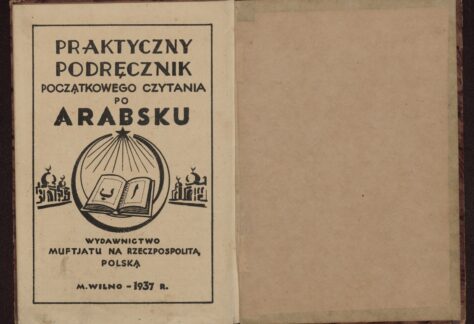 PRAKTYCZNY
PODRĘCZNIK
POCZĄTKOWEGO CZYTANIA
PO
ARABSKU
ا ب
WYDAWNICTWO
MUFTJATU NA RZECZPOSPOLITĄ
POLSKĄ
M. WILNO – 1937 R.